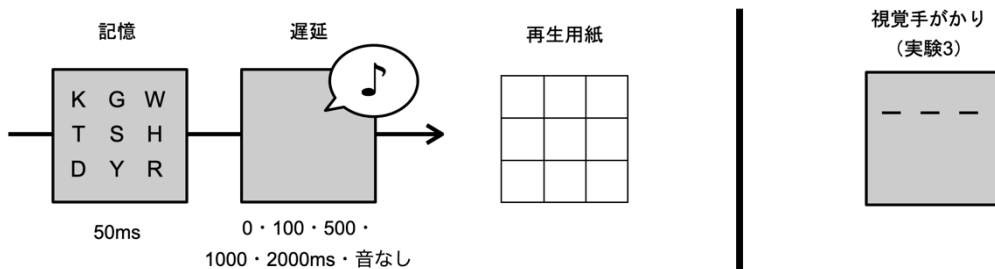 記憶
遅延
再生用紙
視覚手がかり
（実験3）
K G W
T S H
D Y R
50ms
0・100・500・
1000・2000ms・音なし